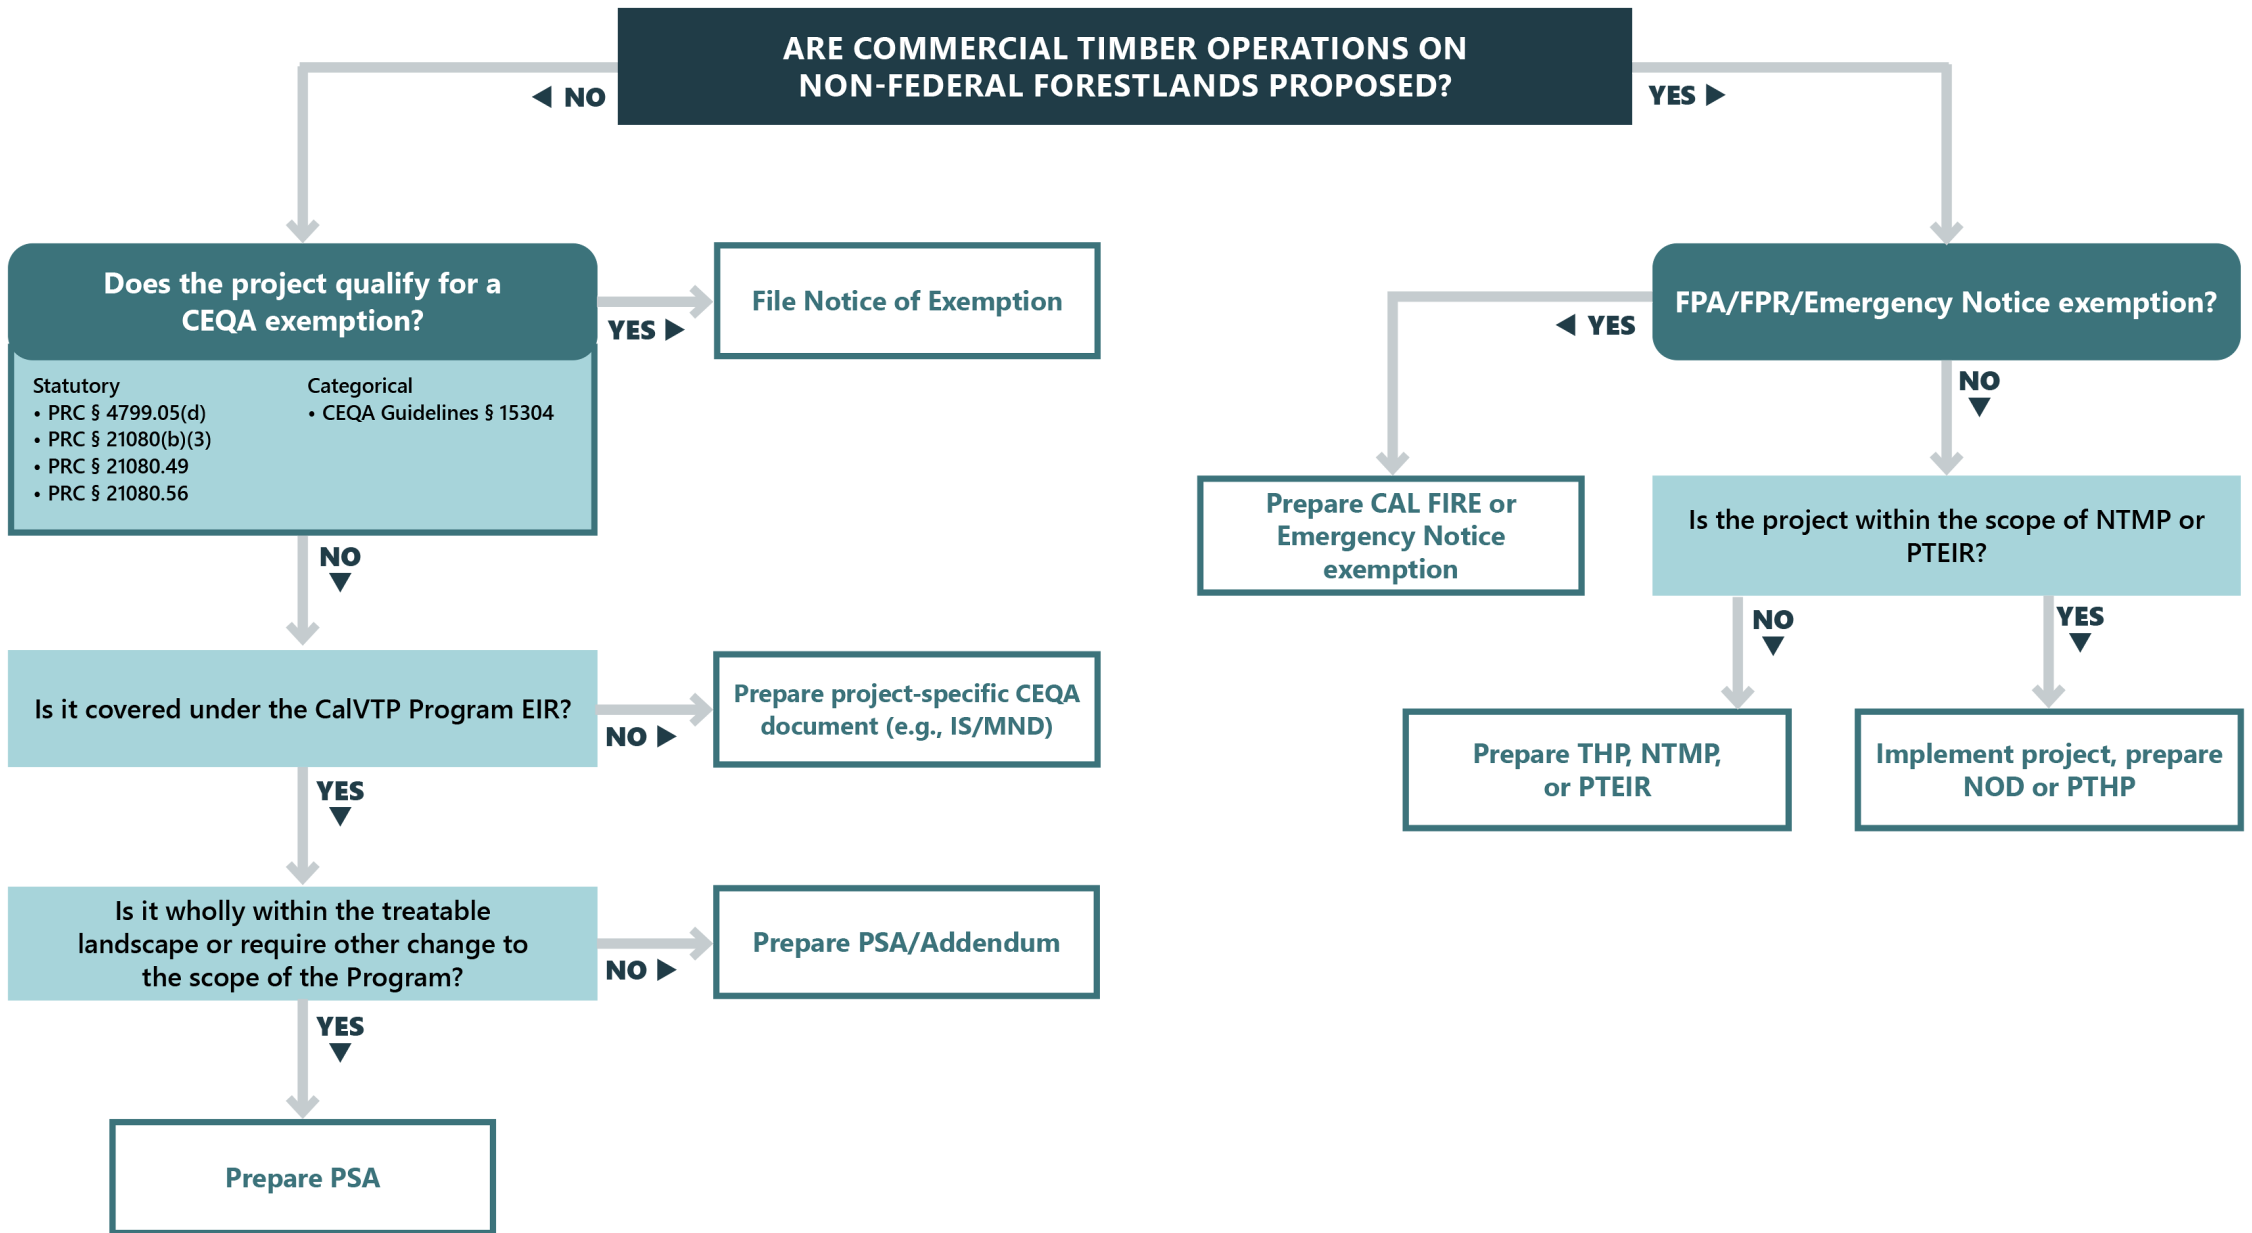 ARE COMMERCIAL TIMBER OPERATIONS ON
NON-FEDERAL FORESTLANDS PROPOSED?
◀ NO
YES ▶
Does the project qualify for a
CEQA exemption?
YES ▶
File Notice of Exemption
Statutory
• PRC § 4799.05(d)
• PRC § 21080(b)(3)
• PRC § 21080.49
• PRC § 21080.56
Categorical
• CEQA Guidelines § 15304
NO
▼
Is it covered under the CalVTP Program EIR?
NO ▶
Prepare project-specific CEQA
document (e.g., IS/MND)
YES
▼
Is it wholly within the treatable
landscape or require other change to
the scope of the Program?
NO ▶
Prepare PSA/Addendum
YES
▼
Prepare PSA
FPA/FPR/Emergency Notice exemption?
◀ YES
Prepare CAL FIRE or
Emergency Notice
exemption
NO
▼
Is the project within the scope of NTMP or
PTEIR?
NO
▼
Prepare THP, NTMP,
or PTEIR
YES
▼
Implement project, prepare
NOD or PTHP